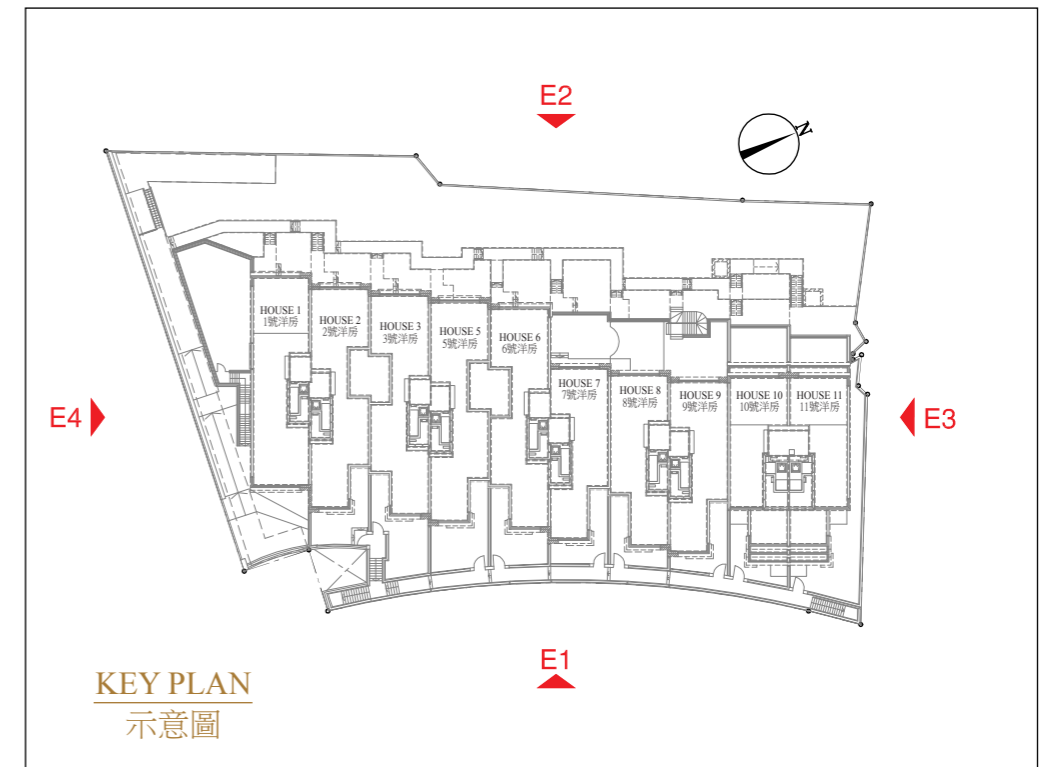 E2
N
HOUSE 1
1號洋房
HOUSE 2
2號洋房
HOUSE 3
3號洋房
HOUSE 5
5號洋房
HOUSE 6
6號洋房
HOUSE 7
7號洋房
HOUSE 8
8號洋房
HOUSE 9
9號洋房
HOUSE 10
10號洋房
HOUSE 11
11號洋房
E4
E3
E1
KEY PLAN
示意圖